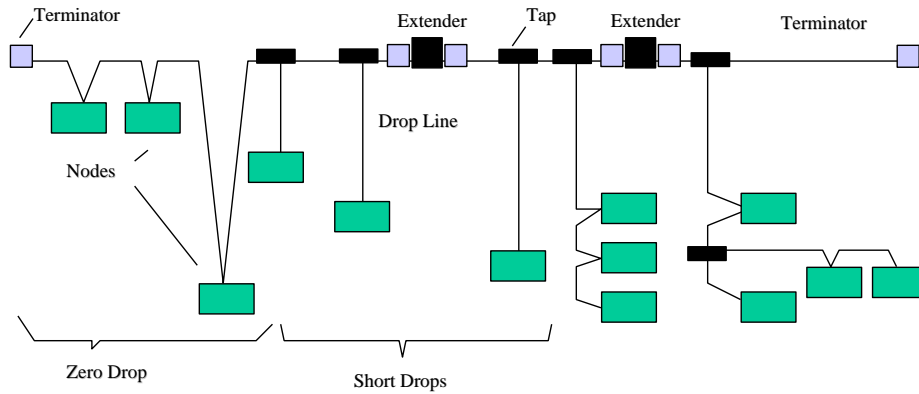 Terminator
Extender
Tap
Extender
Terminator
Drop Line
Nodes
Zero Drop
Short Drops